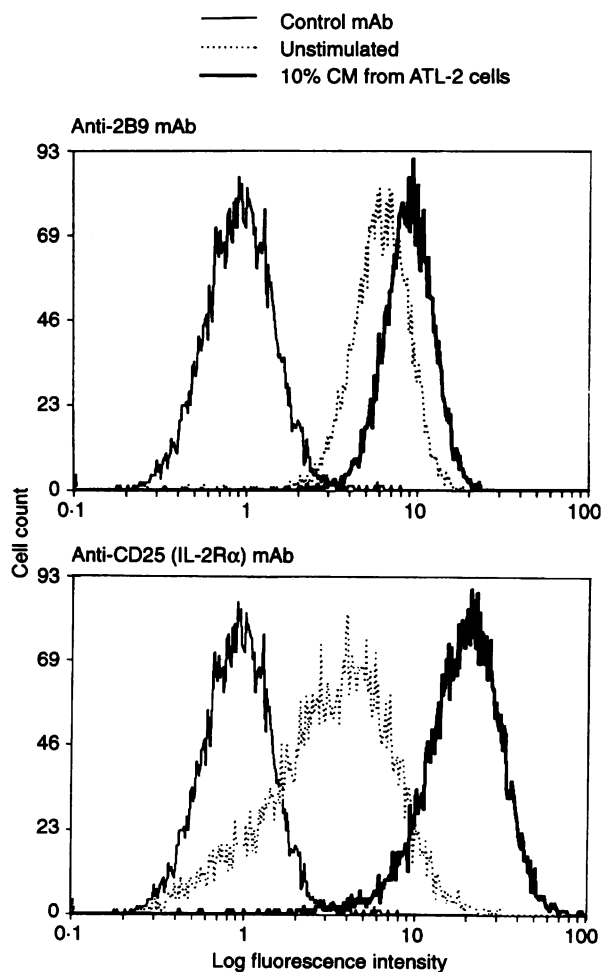 Control mAb
Unstimulated
10% CM from ATL-2 cells
Anti-2B9 mAb
93
69
46
23
0
0·1 1 10 100
Cell count
Anti-CD25 (IL-2Rα) mAb
93
69
46
23
0
0·1 1 10 100
Log fluorescence intensity